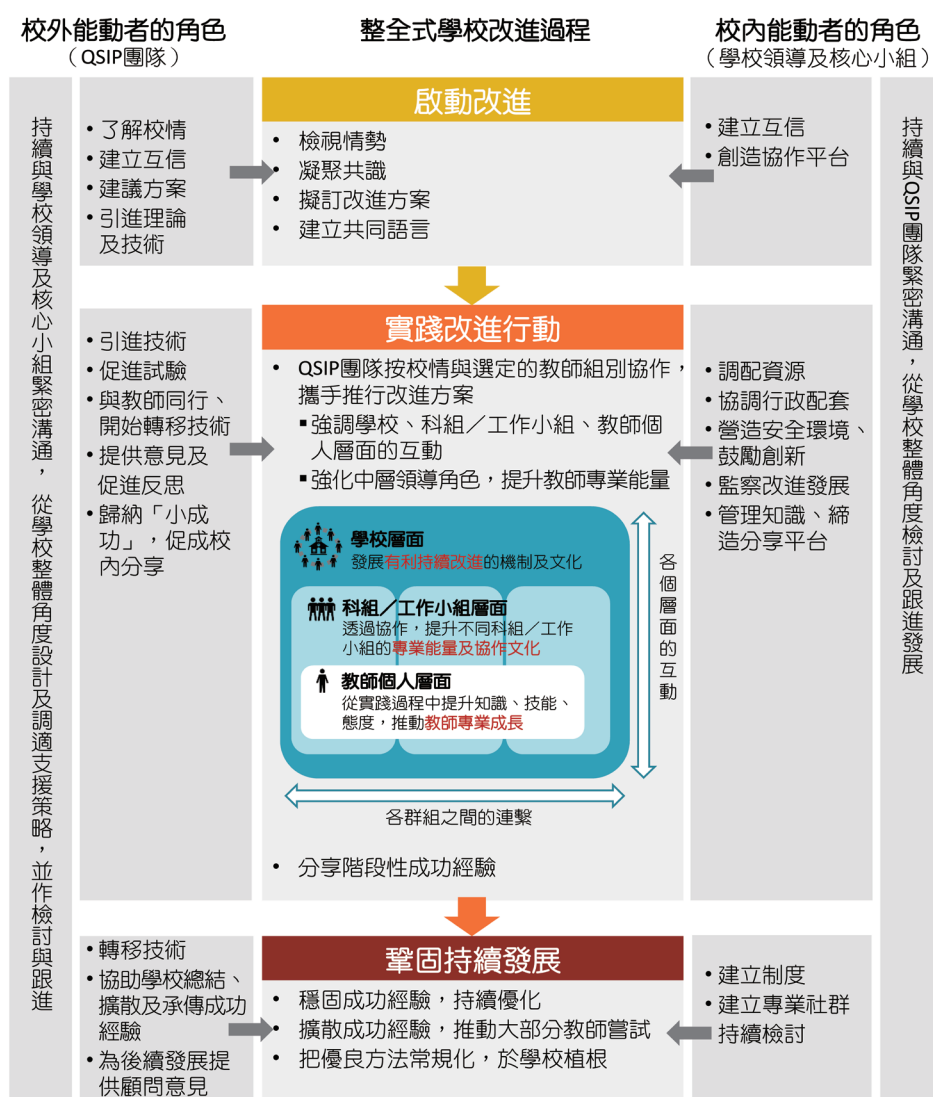 校外能動者的角色
（QSIP團隊）
整全式學校改進過程
校內能動者的角色
（學校領導及核心小組）
持續與學校領導及核心小組緊密溝通，從學校整體角度設計及調適支援策略，並作檢討與跟進
• 了解校情
• 建立互信
• 建議方案
• 引進理論
及技術
啟動改進
• 檢視情勢
• 凝聚共識
• 擬訂改進方案
• 建立共同語言
• 建立互信
• 創造協作平台
持續與QSIP團隊緊密溝通，從學校整體角度檢討及跟進發展
• 引進技術
• 促進試驗
• 與教師同行、
開始轉移技術
• 提供意見及
促進反思
• 歸納「小成
功」，促成校
內分享
實踐改進行動
• QSIP團隊按校情與選定的教師組別協作，
攜手推行改進方案
▪ 強調學校、科組／工作小組、教師個
人層面的互動
▪ 強化中層領導角色，提升教師專業能量
學校層面
發展有利持續改進的機制及文化
科組／工作小組層面
透過協作，提升不同科組／工作
小組的專業能量及協作文化
教師個人層面
從實踐過程中提升知識、技能、
態度，推動教師專業成長
各個層面的互動
各群組之間的連繫
• 分享階段性成功經驗
• 調配資源
• 協調行政配套
• 營造安全環境、
鼓勵創新
• 監察改進發展
• 管理知識、締
造分享平台
• 轉移技術
• 協助學校總結、
擴散及承傳成功
經驗
• 為後續發展提
供顧問意見
鞏固持續發展
• 穩固成功經驗，持續優化
• 擴散成功經驗，推動大部分教師嘗試
• 把優良方法常規化，於學校植根
• 建立制度
• 建立專業社群
持續檢討